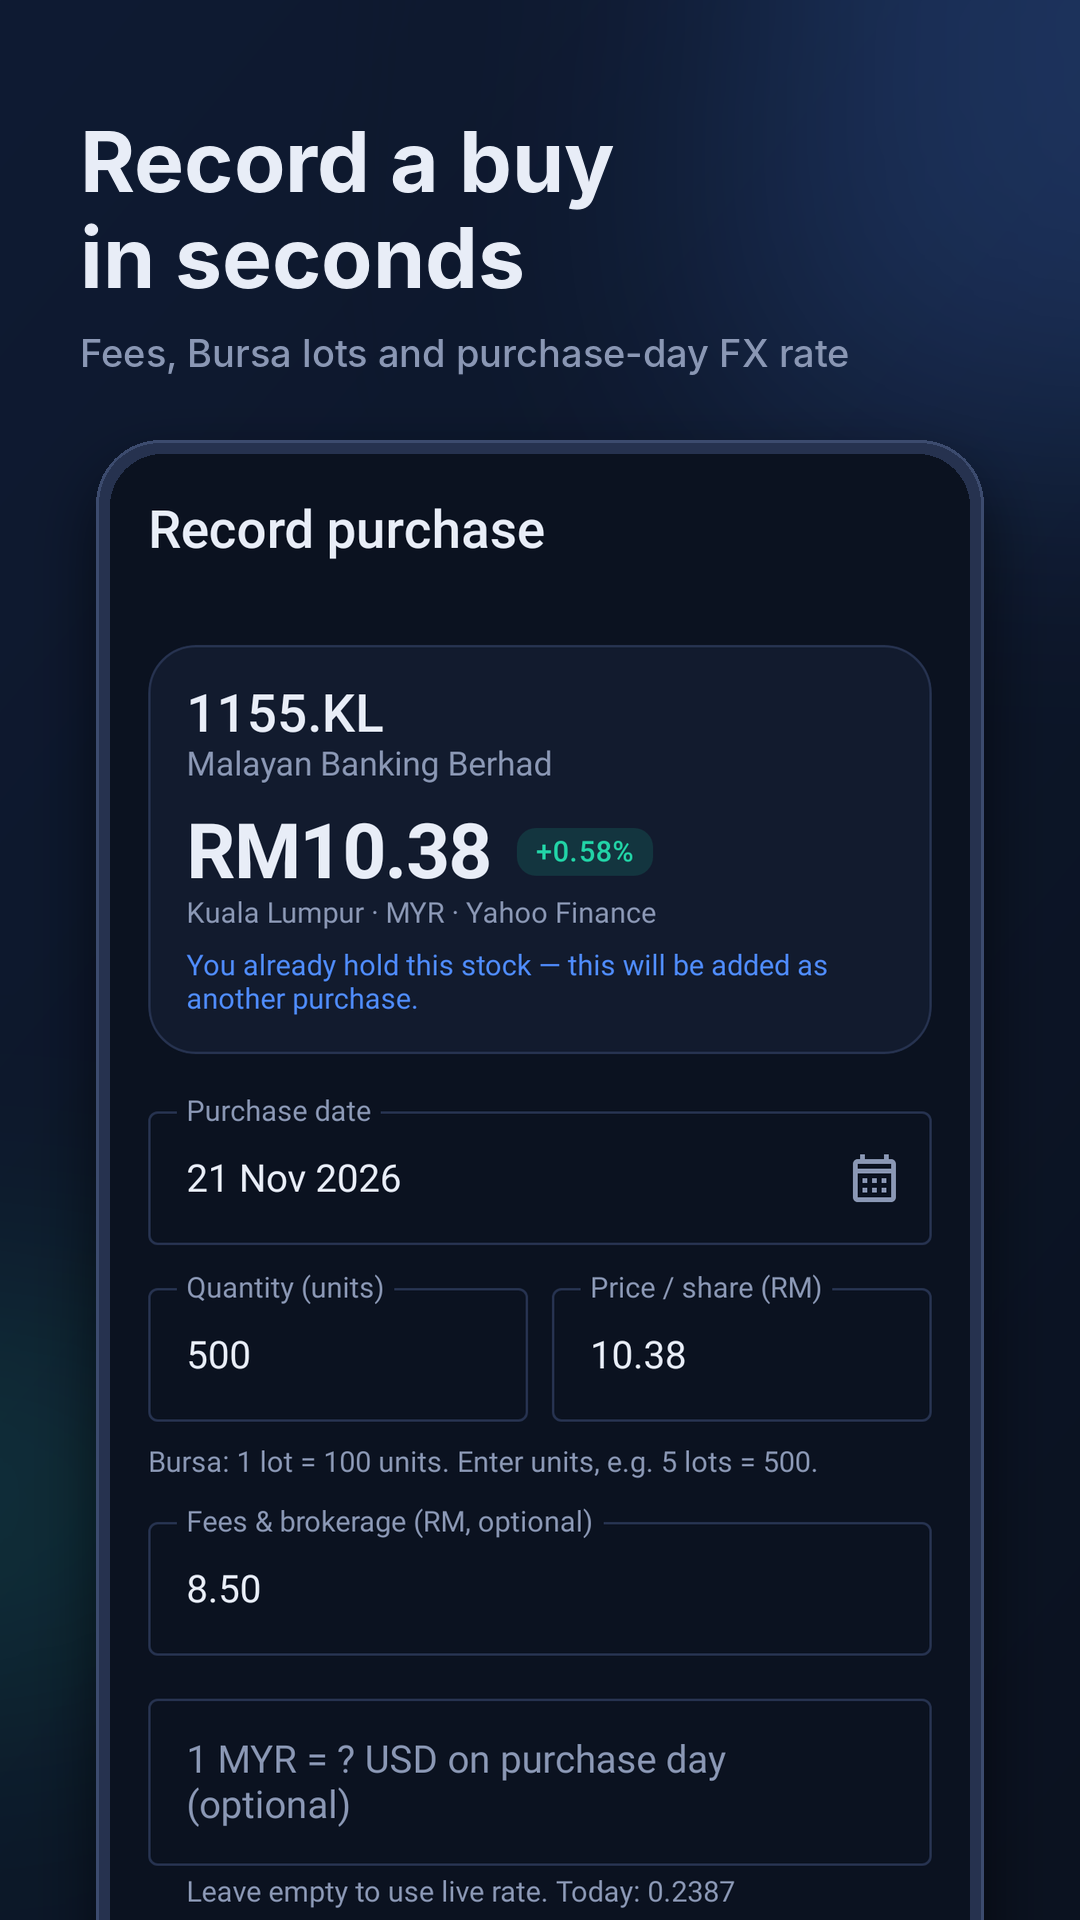 Record a buy
in seconds
Fees, Bursa lots and purchase-day FX rate
Record purchase
1155.KL
Malayan Banking Berhad
RM10.38 +0.58%
Kuala Lumpur · MYR · Yahoo Finance
You already hold this stock — this will be added as
another purchase.
Purchase date
21 Nov 2026
Quantity (units) Price / share (RM)
500 10.38
Bursa: 1 lot = 100 units. Enter units, e.g. 5 lots = 500.
Fees & brokerage (RM, optional)
8.50
1 MYR = ? USD on purchase day
(optional)
Leave empty to use live rate. Today: 0.2387